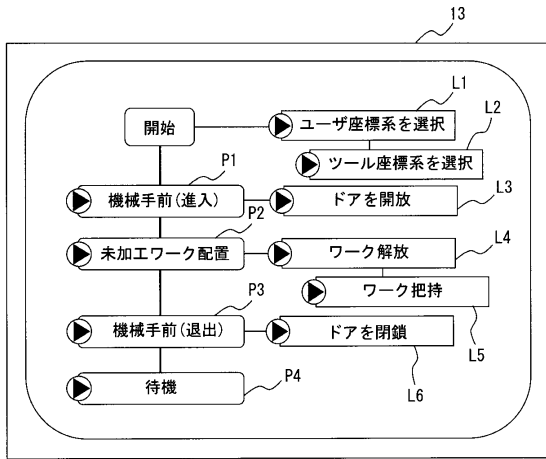 13
L1
開始
ユーザ座標系を選択
L2
ツール座標系を選択
P1
機械手前(進入)
ドアを開放
L3
P2
未加工ワーク配置
ワーク解放
L4
ワーク把持
P3
L5
機械手前(退出)
ドアを閉鎖
待機
P4
L6